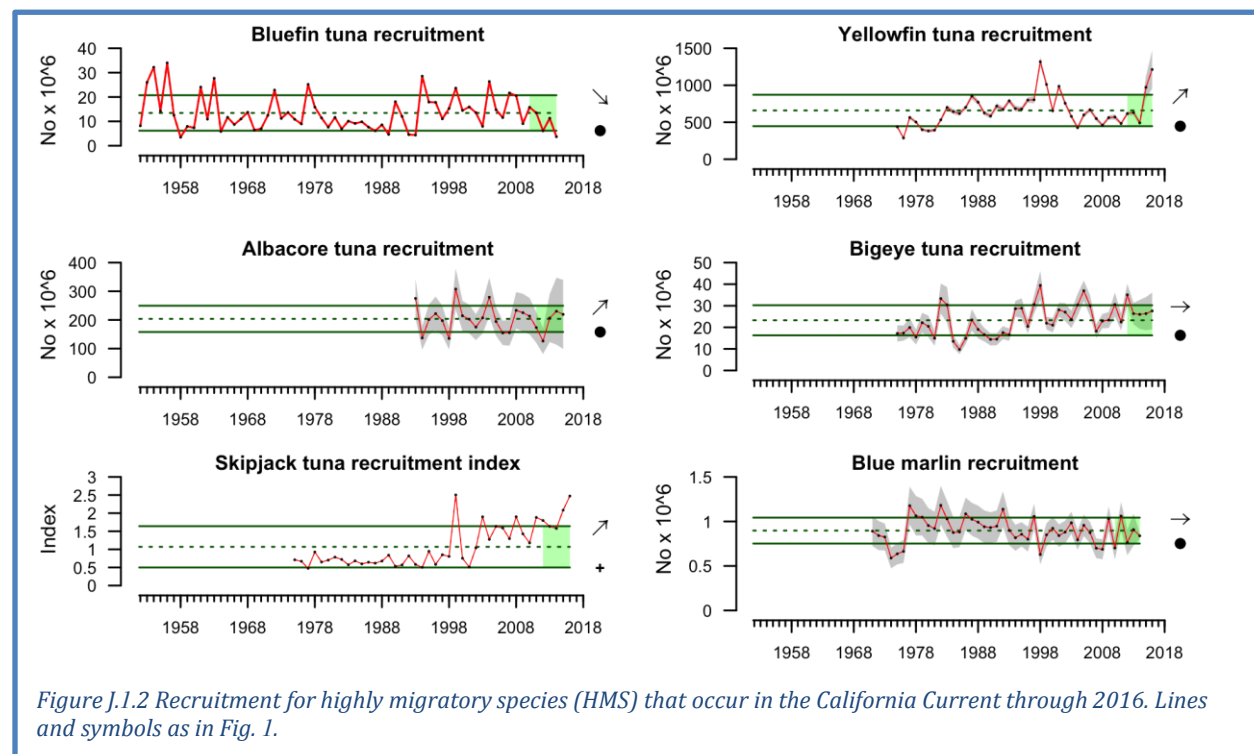 Bluefin tuna recruitment
No x 10^6
40
30
20
10
0
1958 1968 1978 1988 1998 2008 2018
Yellowfin tuna recruitment
No x 10^6
1500
1000
500
0
1958 1968 1978 1988 1998 2008 2018
Albacore tuna recruitment
No x 10^6
400
300
200
100
0
1958 1968 1978 1988 1998 2008 2018
Bigeye tuna recruitment
No x 10^6
50
40
30
20
10
0
1958 1968 1978 1988 1998 2008 2018
Skipjack tuna recruitment index
Index
3
2.5
2
1.5
1
0.5
0
+
1958 1968 1978 1988 1998 2008 2018
Blue marlin recruitment
No x 10^6
1.5
1
0.5
0
1958 1968 1978 1988 1998 2008 2018
Figure J.1.2 Recruitment for highly migratory species (HMS) that occur in the California Current through 2016. Lines
and symbols as in Fig. 1.